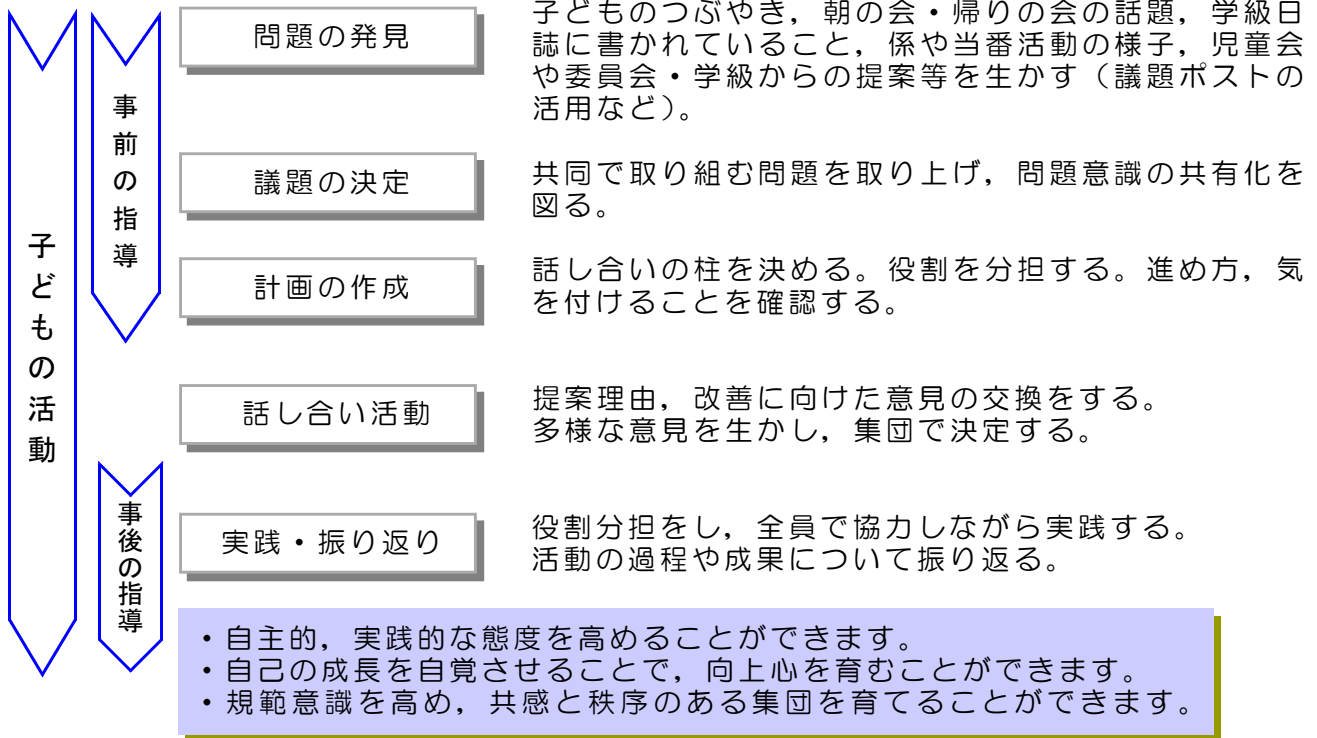 子どもの活動
事前の指導
事後の指導
問題の発見
子どものつぶやき，朝の会・帰りの会の話題，学級日
誌に書かれていること，係や当番活動の様子，児童会
や委員会・学級からの提案等を生かす（議題ポストの
活用など）。
議題の決定
共同で取り組む問題を取り上げ，問題意識の共有化を
図る。
計画の作成
話し合いの柱を決める。役割を分担する。進め方，気
を付けることを確認する。
話し合い活動
提案理由，改善に向けた意見の交換をする。
多様な意見を生かし，集団で決定する。
実践・振り返り
役割分担をし，全員で協力しながら実践する。
活動の過程や成果について振り返る。
・自主的，実践的な態度を高めることができます。
・自己の成長を自覚させることで，向上心を育むことができます。
・規範意識を高め，共感と秩序のある集団を育てることができます。